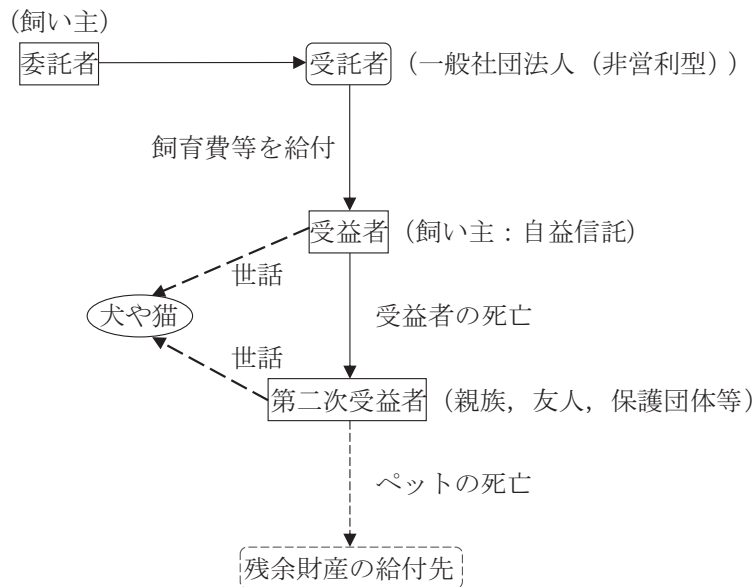 (飼い主)
委託者
受託者 (一般社団法人(非営利型))
飼育費等を給付
受益者 (飼い主:自益信託)
世話
犬や猫
受益者の死亡
世話
第二次受益者 (親族,友人,保護団体等)
ペットの死亡
残余財産の給付先